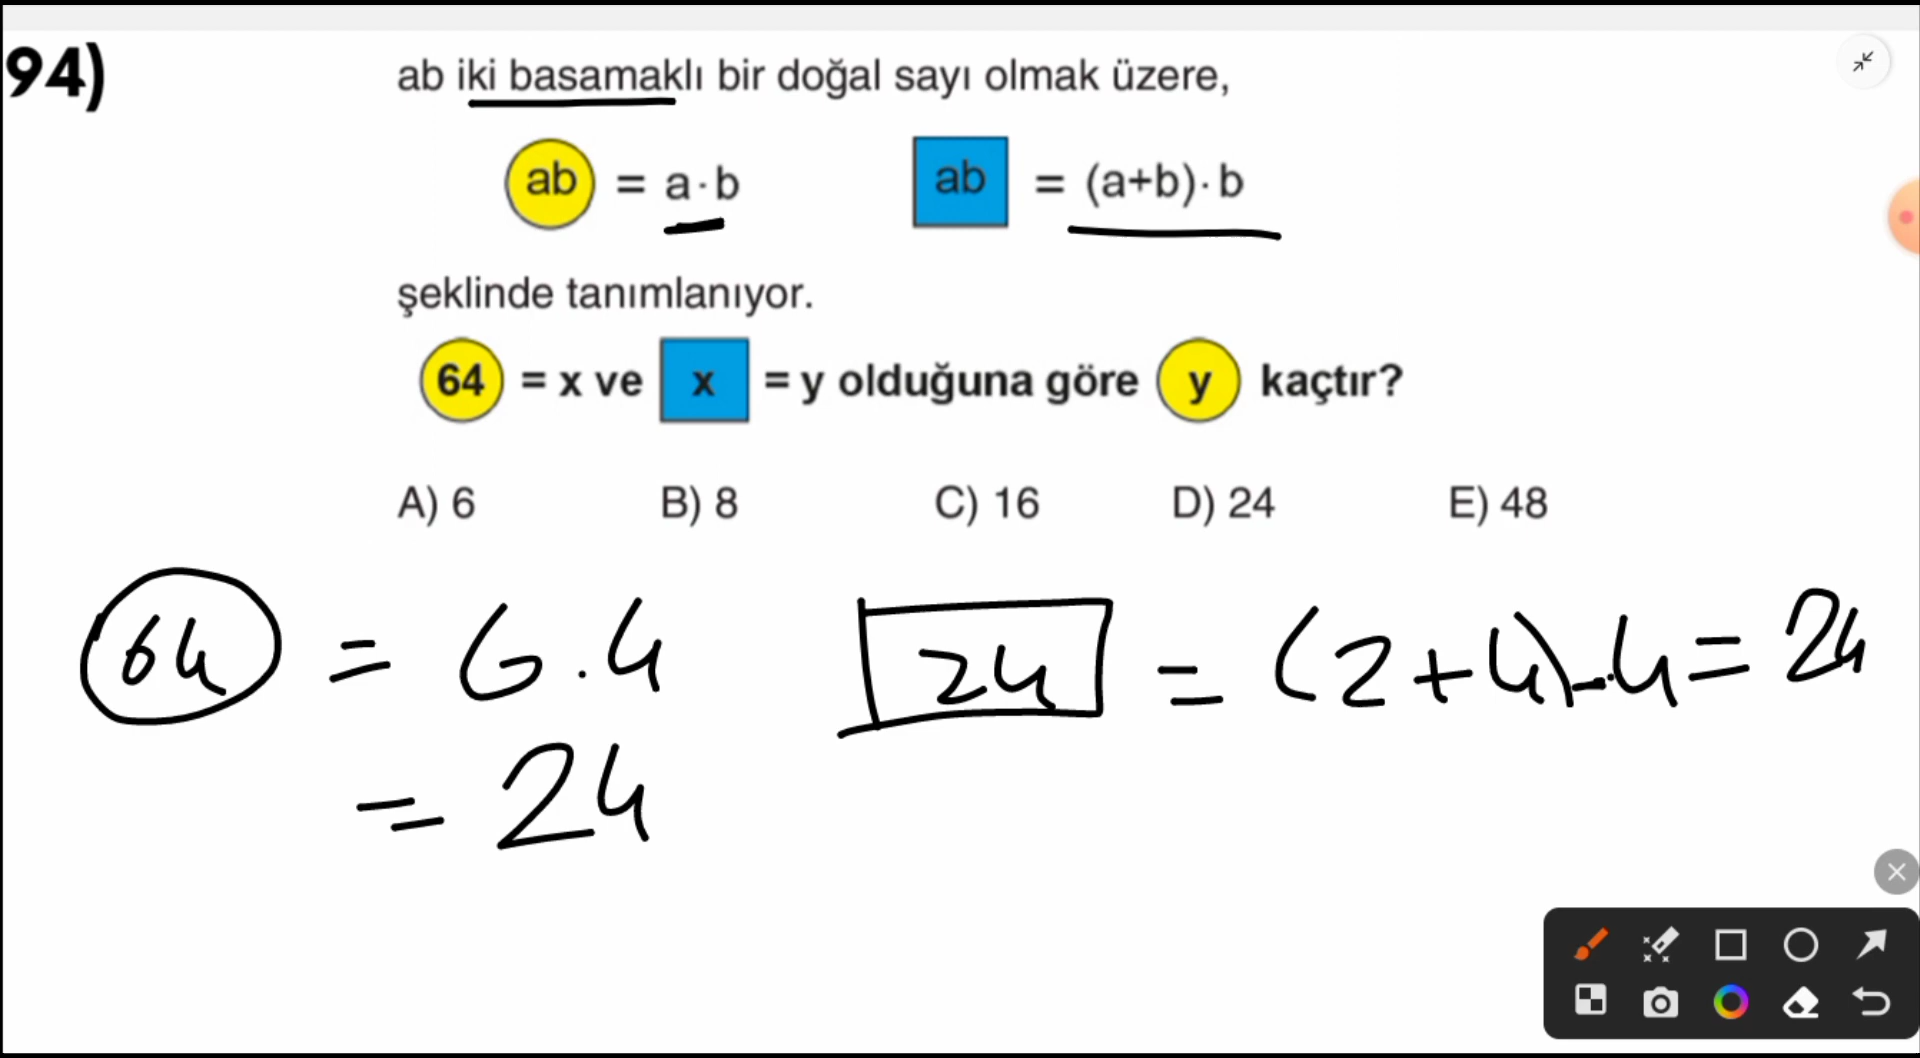 94)
ab iki basamaklı bir doğal sayı olmak üzere,
ab = a·b ab = (a+b)·b
şeklinde tanımlanıyor.
64 = x ve x = y olduğuna göre y kaçtır?
A) 6 B) 8 C) 16 D) 24 E) 48
64 = 6.4 24 = (2+4).4=24
= 24